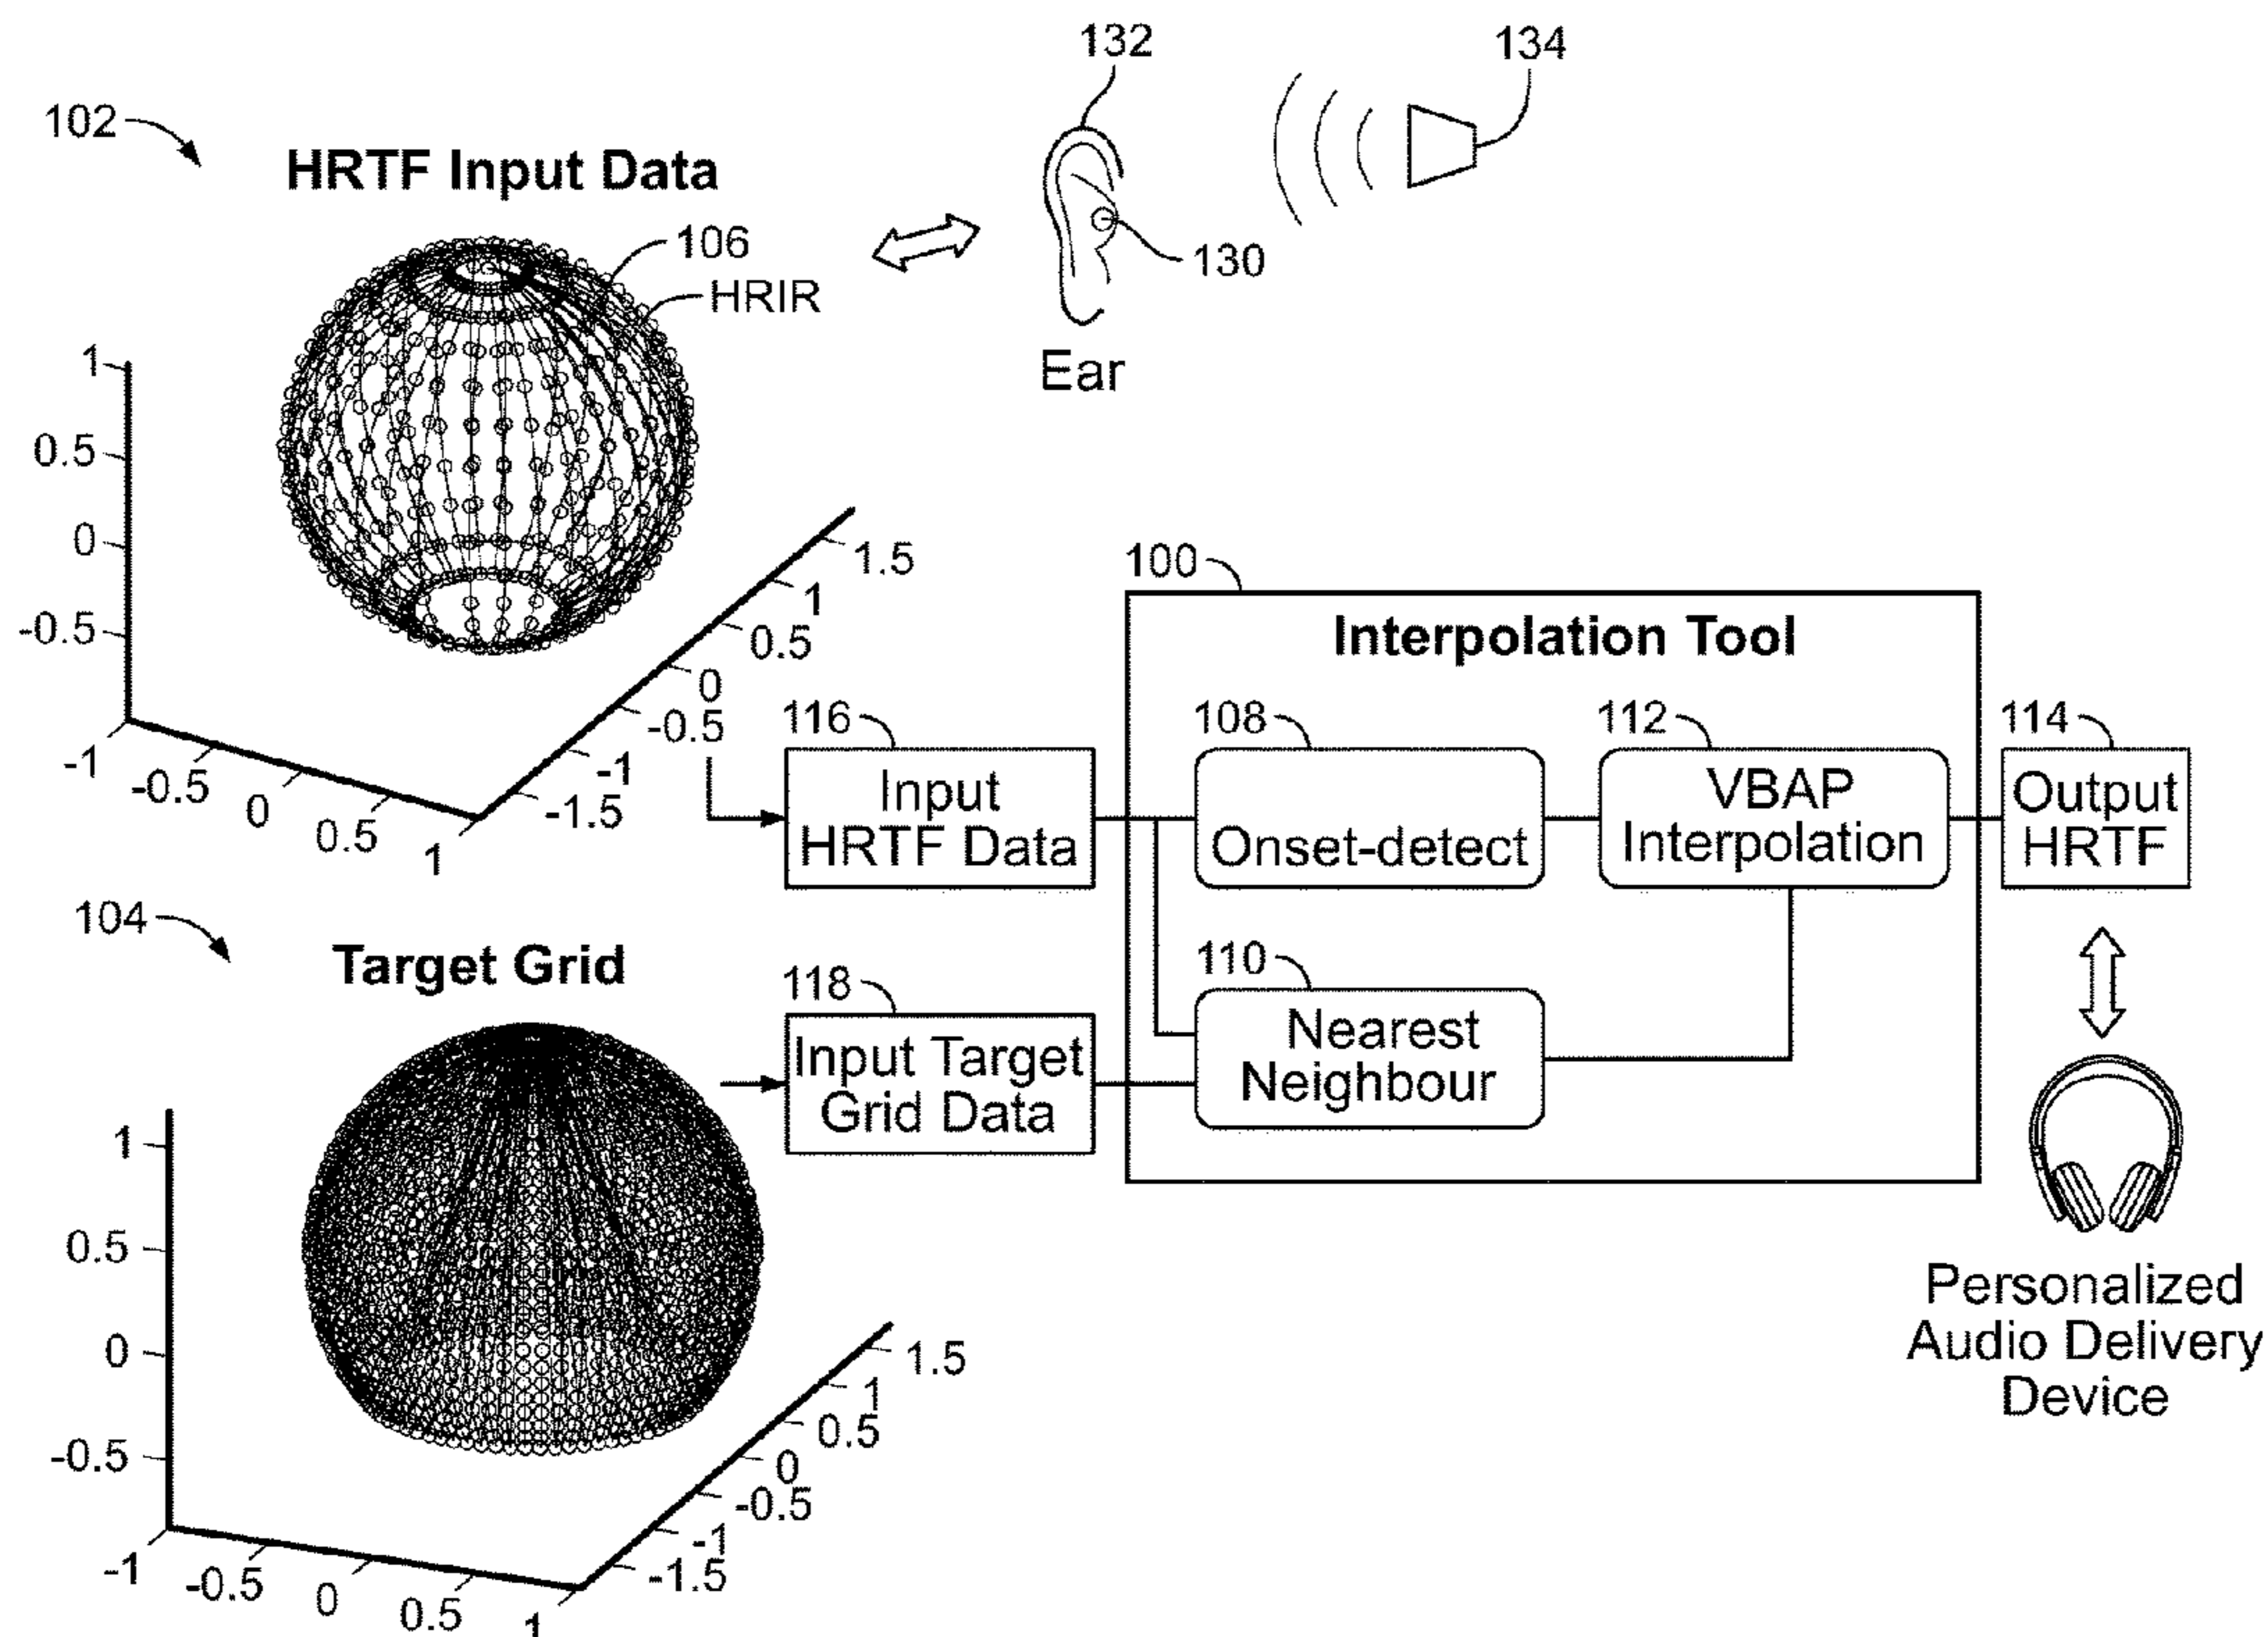 132
134
102
HRTF Input Data
106
HRIR
130
Ear
1
0.5
0
-0.5
-1
-0.5
0
0.5
1
1.5
1
0.5
0
-0.5
-1
-1.5
100
Interpolation Tool
116
Input
HRTF Data
108
Onset-detect
112
VBAP
Interpolation
114
Output
HRTF
104
Target Grid
118
Input Target
Grid Data
110
Nearest
Neighbour
1
0.5
0
-0.5
-1
-0.5
0
0.5
1
1.5
1
0.5
0
-0.5
-1
-1.5
Personalized
Audio Delivery
Device